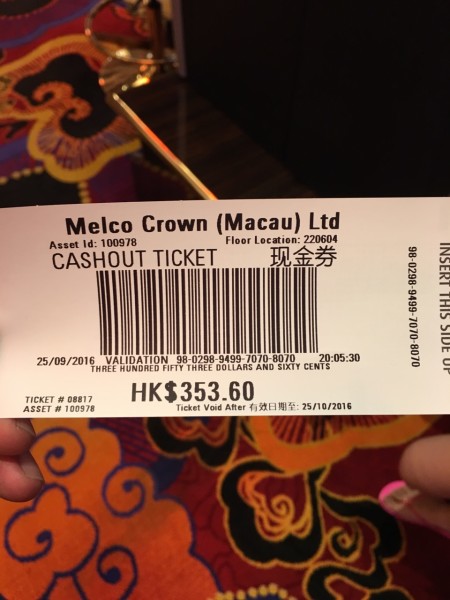 Melco Crown (Macau) Ltd
Asset Id: 100978 Floor Location: 220604
CASHOUT TICKET 现金券
25/09/2016 VALIDATION 98-0298-9499-7070-8070 20:05:30
THREE HUNDRED FIFTY THREE DOLLARS AND SIXTY CENTS
HK$353.60
TICKET # 08817
ASSET # 100978
Ticket Void After 有效日期至: 25/10/2016
98-0298-9499-7070-8070
INSERT THIS SIDE UP